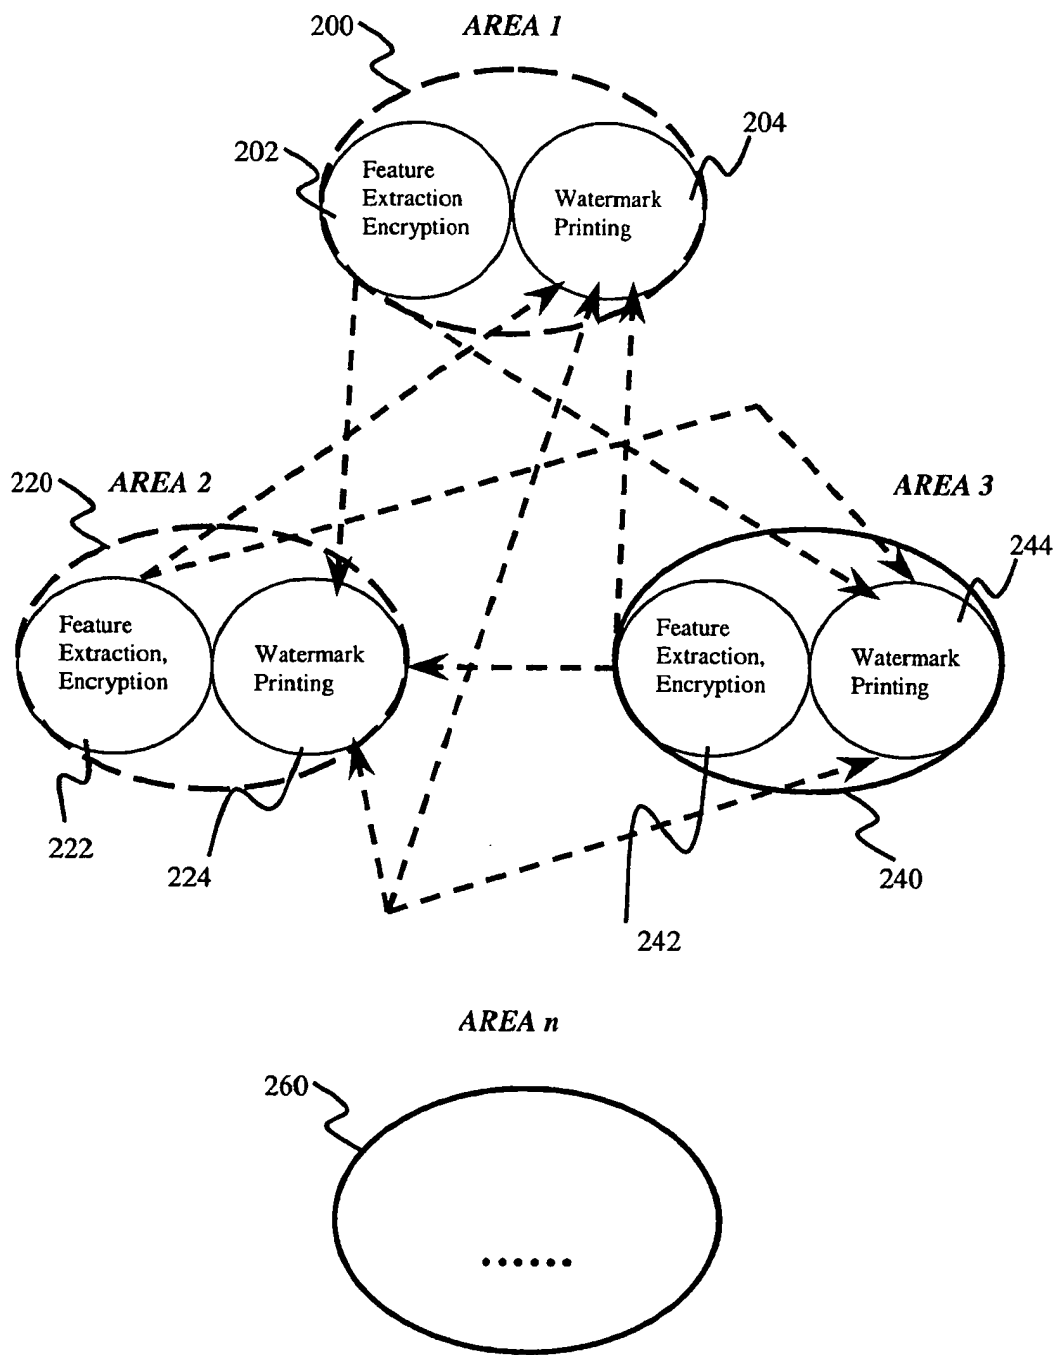 200
AREA 1
204
202
Feature
Extraction
Encryption
Watermark
Printing
220
AREA 2
AREA 3
244
Feature
Extraction,
Encryption
Watermark
Printing
Feature
Extraction,
Encryption
Watermark
Printing
222
224
242
240
AREA n
260
......